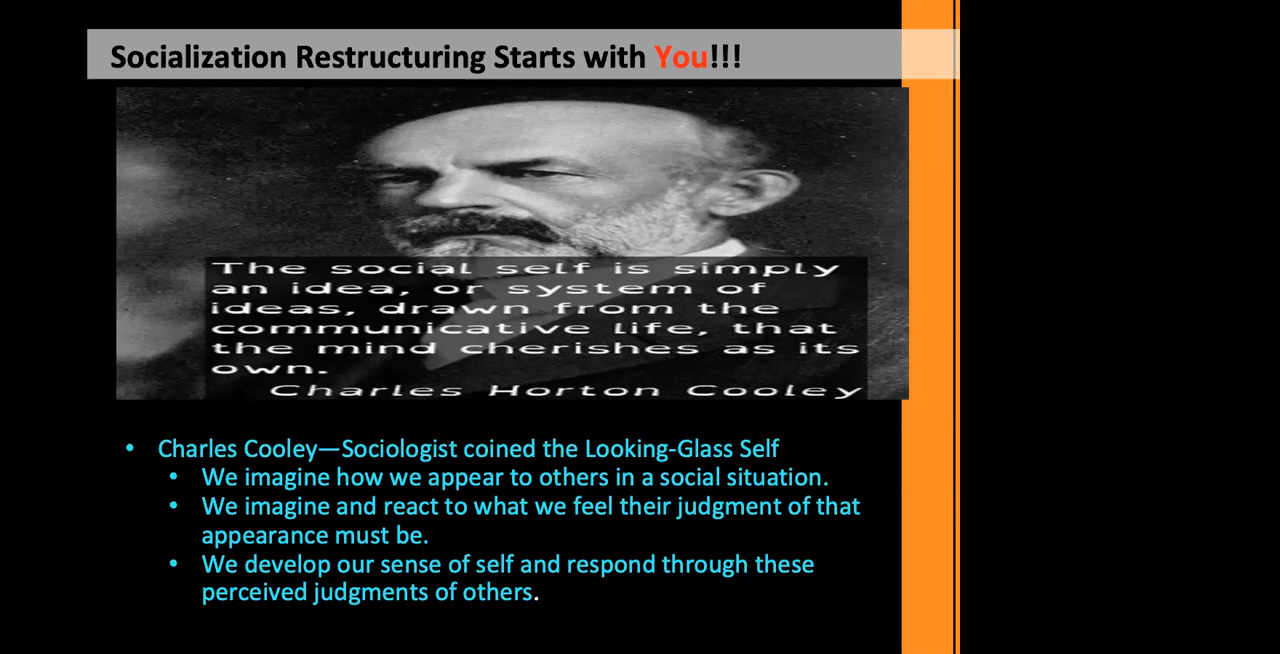 Socialization Restructuring Starts with You!!!
The social self is simply
an idea, or system of
ideas, drawn from the
communicative life, that
the mind cherishes as its
own.
Charles Horton Cooley
• Charles Cooley—Sociologist coined the Looking-Glass Self
• We imagine how we appear to others in a social situation.
• We imagine and react to what we feel their judgment of that
appearance must be.
• We develop our sense of self and respond through these
perceived judgments of others.